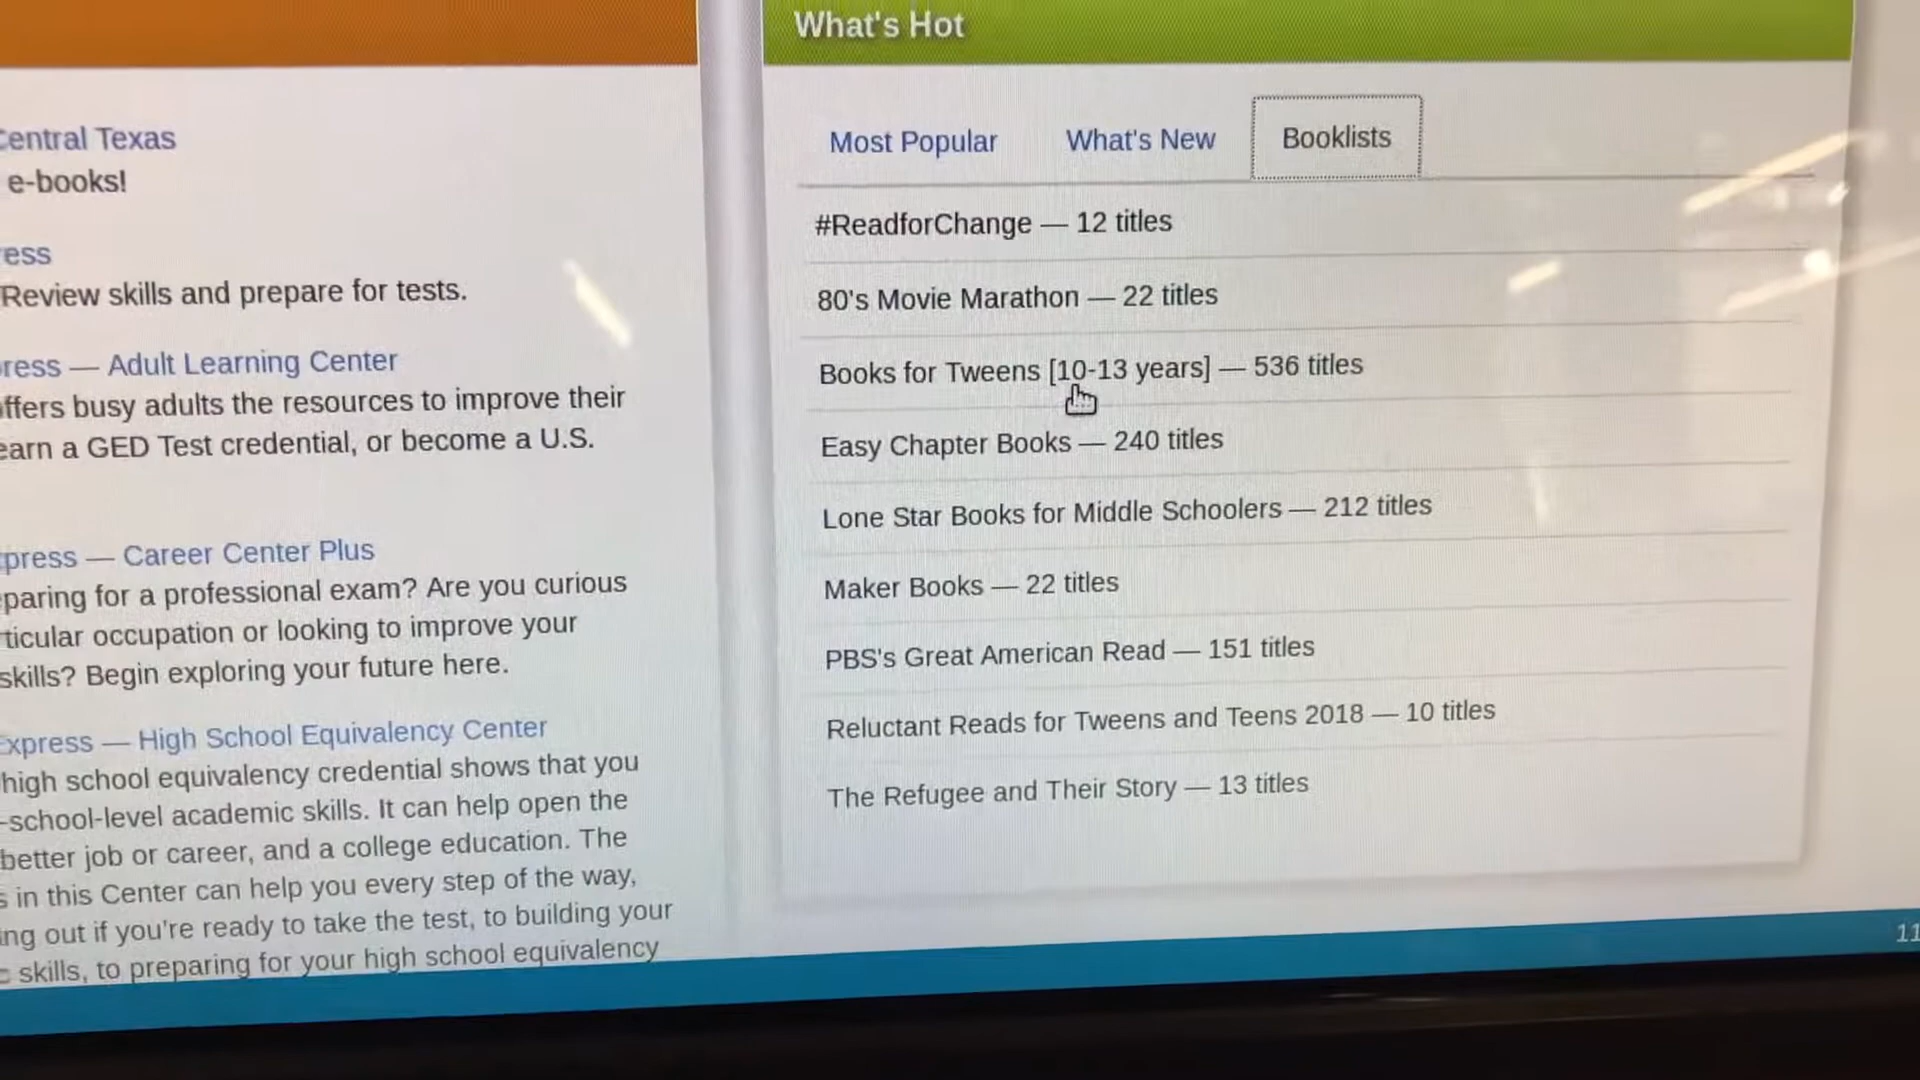 Central Texas
e-books!
ess
Review skills and prepare for tests.
ress — Adult Learning Center
offers busy adults the resources to improve their
earn a GED Test credential, or become a U.S.
press — Career Center Plus
paring for a professional exam? Are you curious
ticular occupation or looking to improve your
skills? Begin exploring your future here.
Express — High School Equivalency Center
high school equivalency credential shows that you
-school-level academic skills. It can help open the
better job or career, and a college education. The
s in this Center can help you every step of the way,
ing out if you're ready to take the test, to building your
skills, to preparing for your high school equivalency
What's Hot
Most Popular What's New Booklists
#ReadforChange — 12 titles
80's Movie Marathon — 22 titles
Books for Tweens [10-13 years] — 536 titles
Easy Chapter Books — 240 titles
Lone Star Books for Middle Schoolers — 212 titles
Maker Books — 22 titles
PBS's Great American Read — 151 titles
Reluctant Reads for Tweens and Teens 2018 — 10 titles
The Refugee and Their Story — 13 titles
11